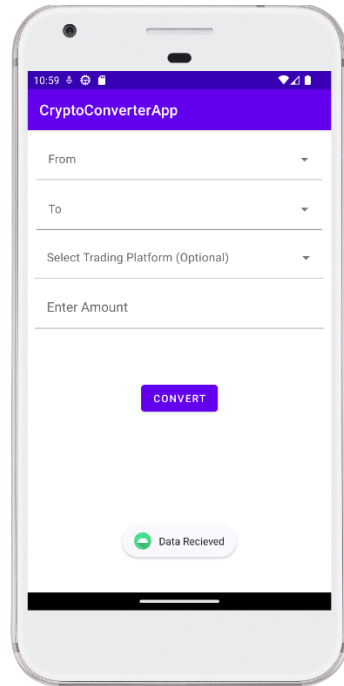 10:59
CryptoConverterApp
From
To
Select Trading Platform (Optional)
Enter Amount
CONVERT
Data Recieved